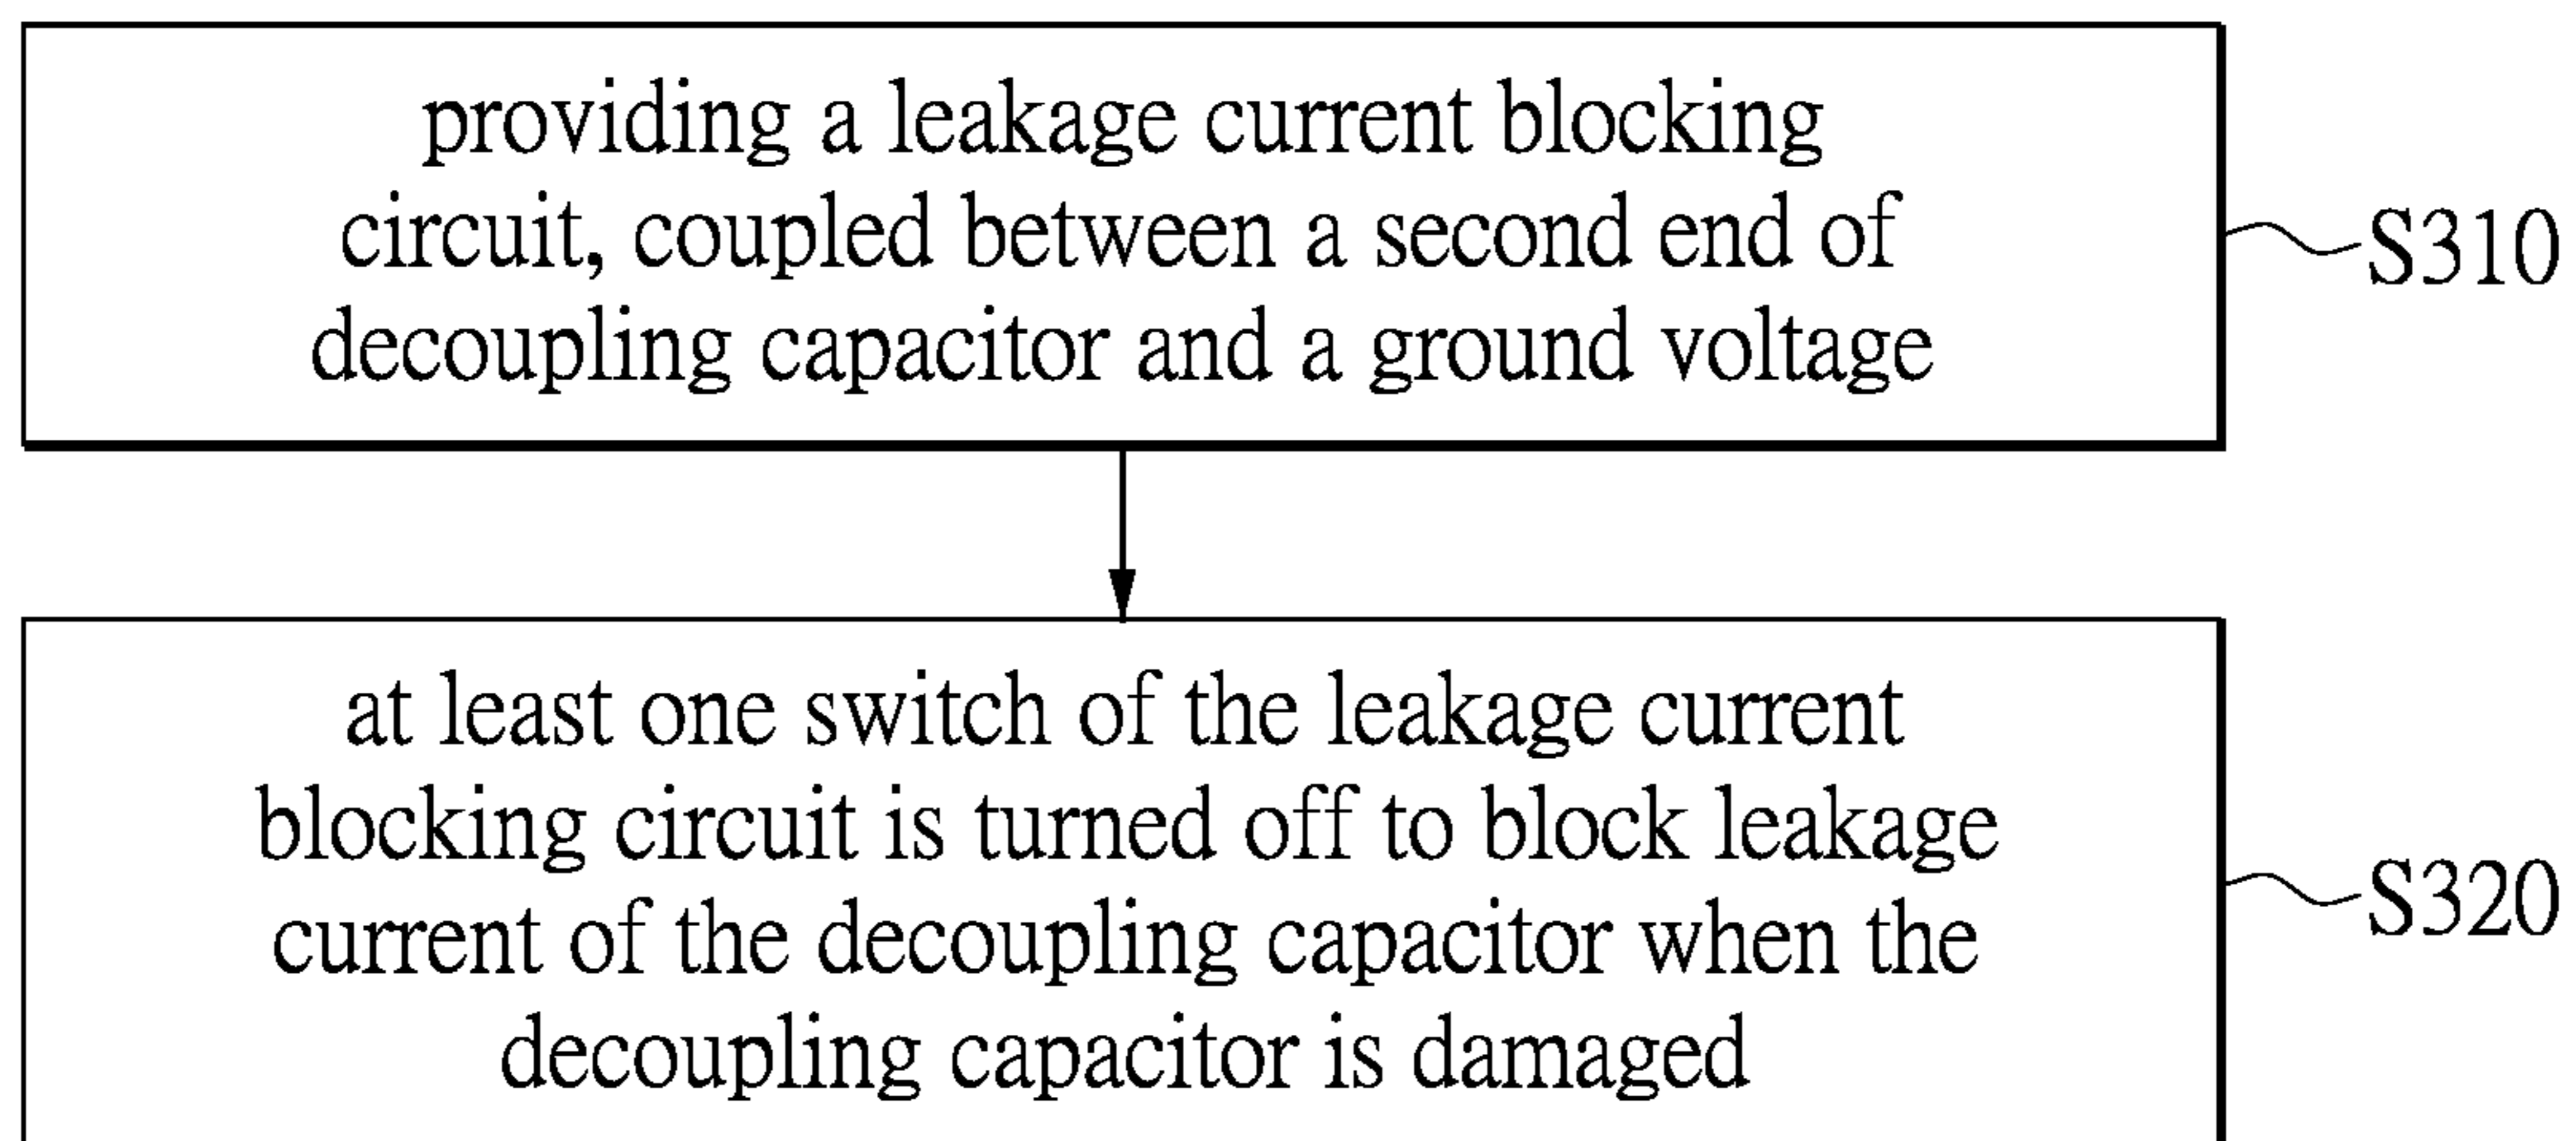 providing a leakage current blocking
circuit, coupled between a second end of
decoupling capacitor and a ground voltage
S310
at least one switch of the leakage current
blocking circuit is turned off to block leakage
current of the decoupling capacitor when the
decoupling capacitor is damaged
S320